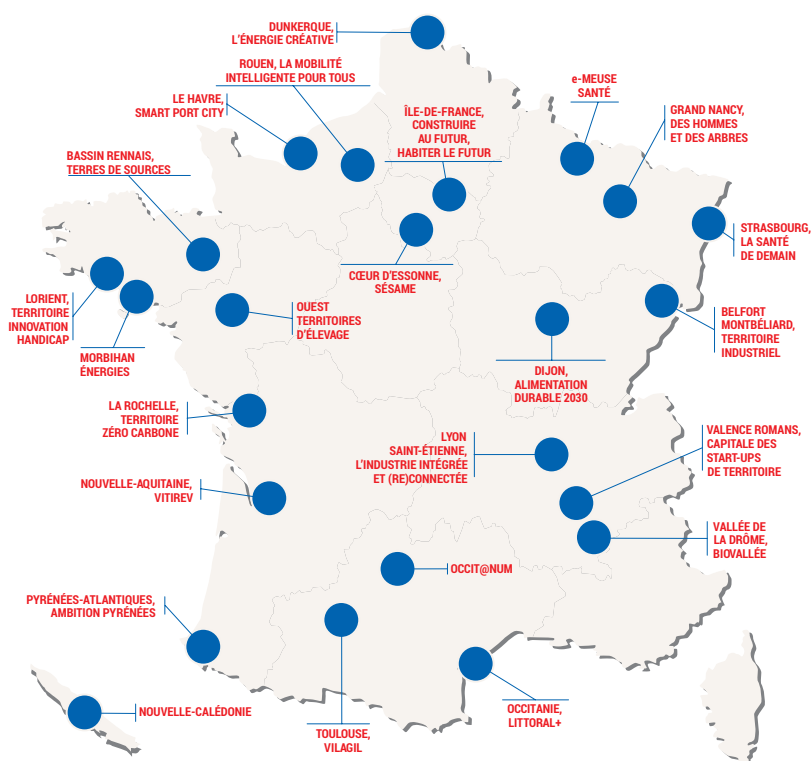 DUNKERQUE,
L'ÉNERGIE CRÉATIVE
ROUEN, LA MOBILITÉ
INTELLIGENTE POUR TOUS
LE HAVRE,
SMART PORT CITY
ÎLE-DE-FRANCE,
CONSTRUIRE
AU FUTUR,
HABITER LE FUTUR
e-MEUSE
SANTÉ
GRAND NANCY,
DES HOMMES
ET DES ARBRES
BASSIN RENNAIS,
TERRES DE SOURCES
STRASBOURG,
LA SANTÉ
DE DEMAIN
CŒUR D'ESSONNE,
SÉSAME
LORIENT,
TERRITOIRE
INNOVATION
HANDICAP
MORBIHAN
ÉNERGIES
OUEST
TERRITOIRES
D'ÉLEVAGE
BELFORT
MONTBÉLIARD,
TERRITOIRE
INDUSTRIEL
DIJON,
ALIMENTATION
DURABLE 2030
LA ROCHELLE,
TERRITOIRE
ZÉRO CARBONE
LYON
SAINT-ÉTIENNE,
L'INDUSTRIE INTÉGRÉE
ET (RE)CONNECTÉE
VALENCE ROMANS,
CAPITALE DES
START-UPS
DE TERRITOIRE
NOUVELLE-AQUITAINE,
VITIREV
VALLÉE DE
LA DRÔME,
BIOVALLÉE
OCCIT@NUM
PYRÉNÉES-ATLANTIQUES,
AMBITION PYRÉNÉES
NOUVELLE-CALÉDONIE
TOULOUSE,
VILAGIL
OCCITANIE,
LITTORAL+